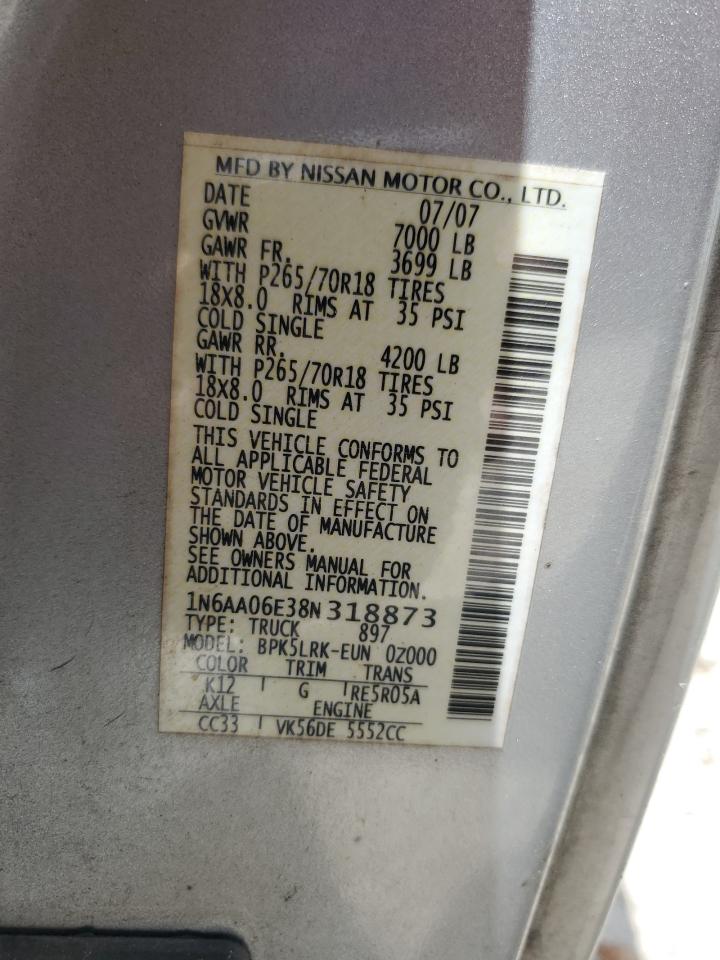 MFD BY NISSAN MOTOR CO., LTD.
DATE 07/07
GVWR 7000 LB
GAWR FR. 3699 LB
WITH P265/70R18 TIRES
18X8.0 RIMS AT 35 PSI
COLD SINGLE
GAWR RR. 4200 LB
WITH P265/70R18 TIRES
18X8.0 RIMS AT 35 PSI
COLD SINGLE
THIS VEHICLE CONFORMS TO
ALL APPLICABLE FEDERAL
MOTOR VEHICLE SAFETY
STANDARDS IN EFFECT ON
THE DATE OF MANUFACTURE
SHOWN ABOVE.
SEE OWNERS MANUAL FOR
ADDITIONAL INFORMATION.
1N6AA06E38N318873
TYPE: TRUCK 897
MODEL: BPK5LRK-EUN 0Z000
COLOR TRIM TRANS
K12 G RE5R05A
AXLE ENGINE
CC33 VK56DE 5552CC